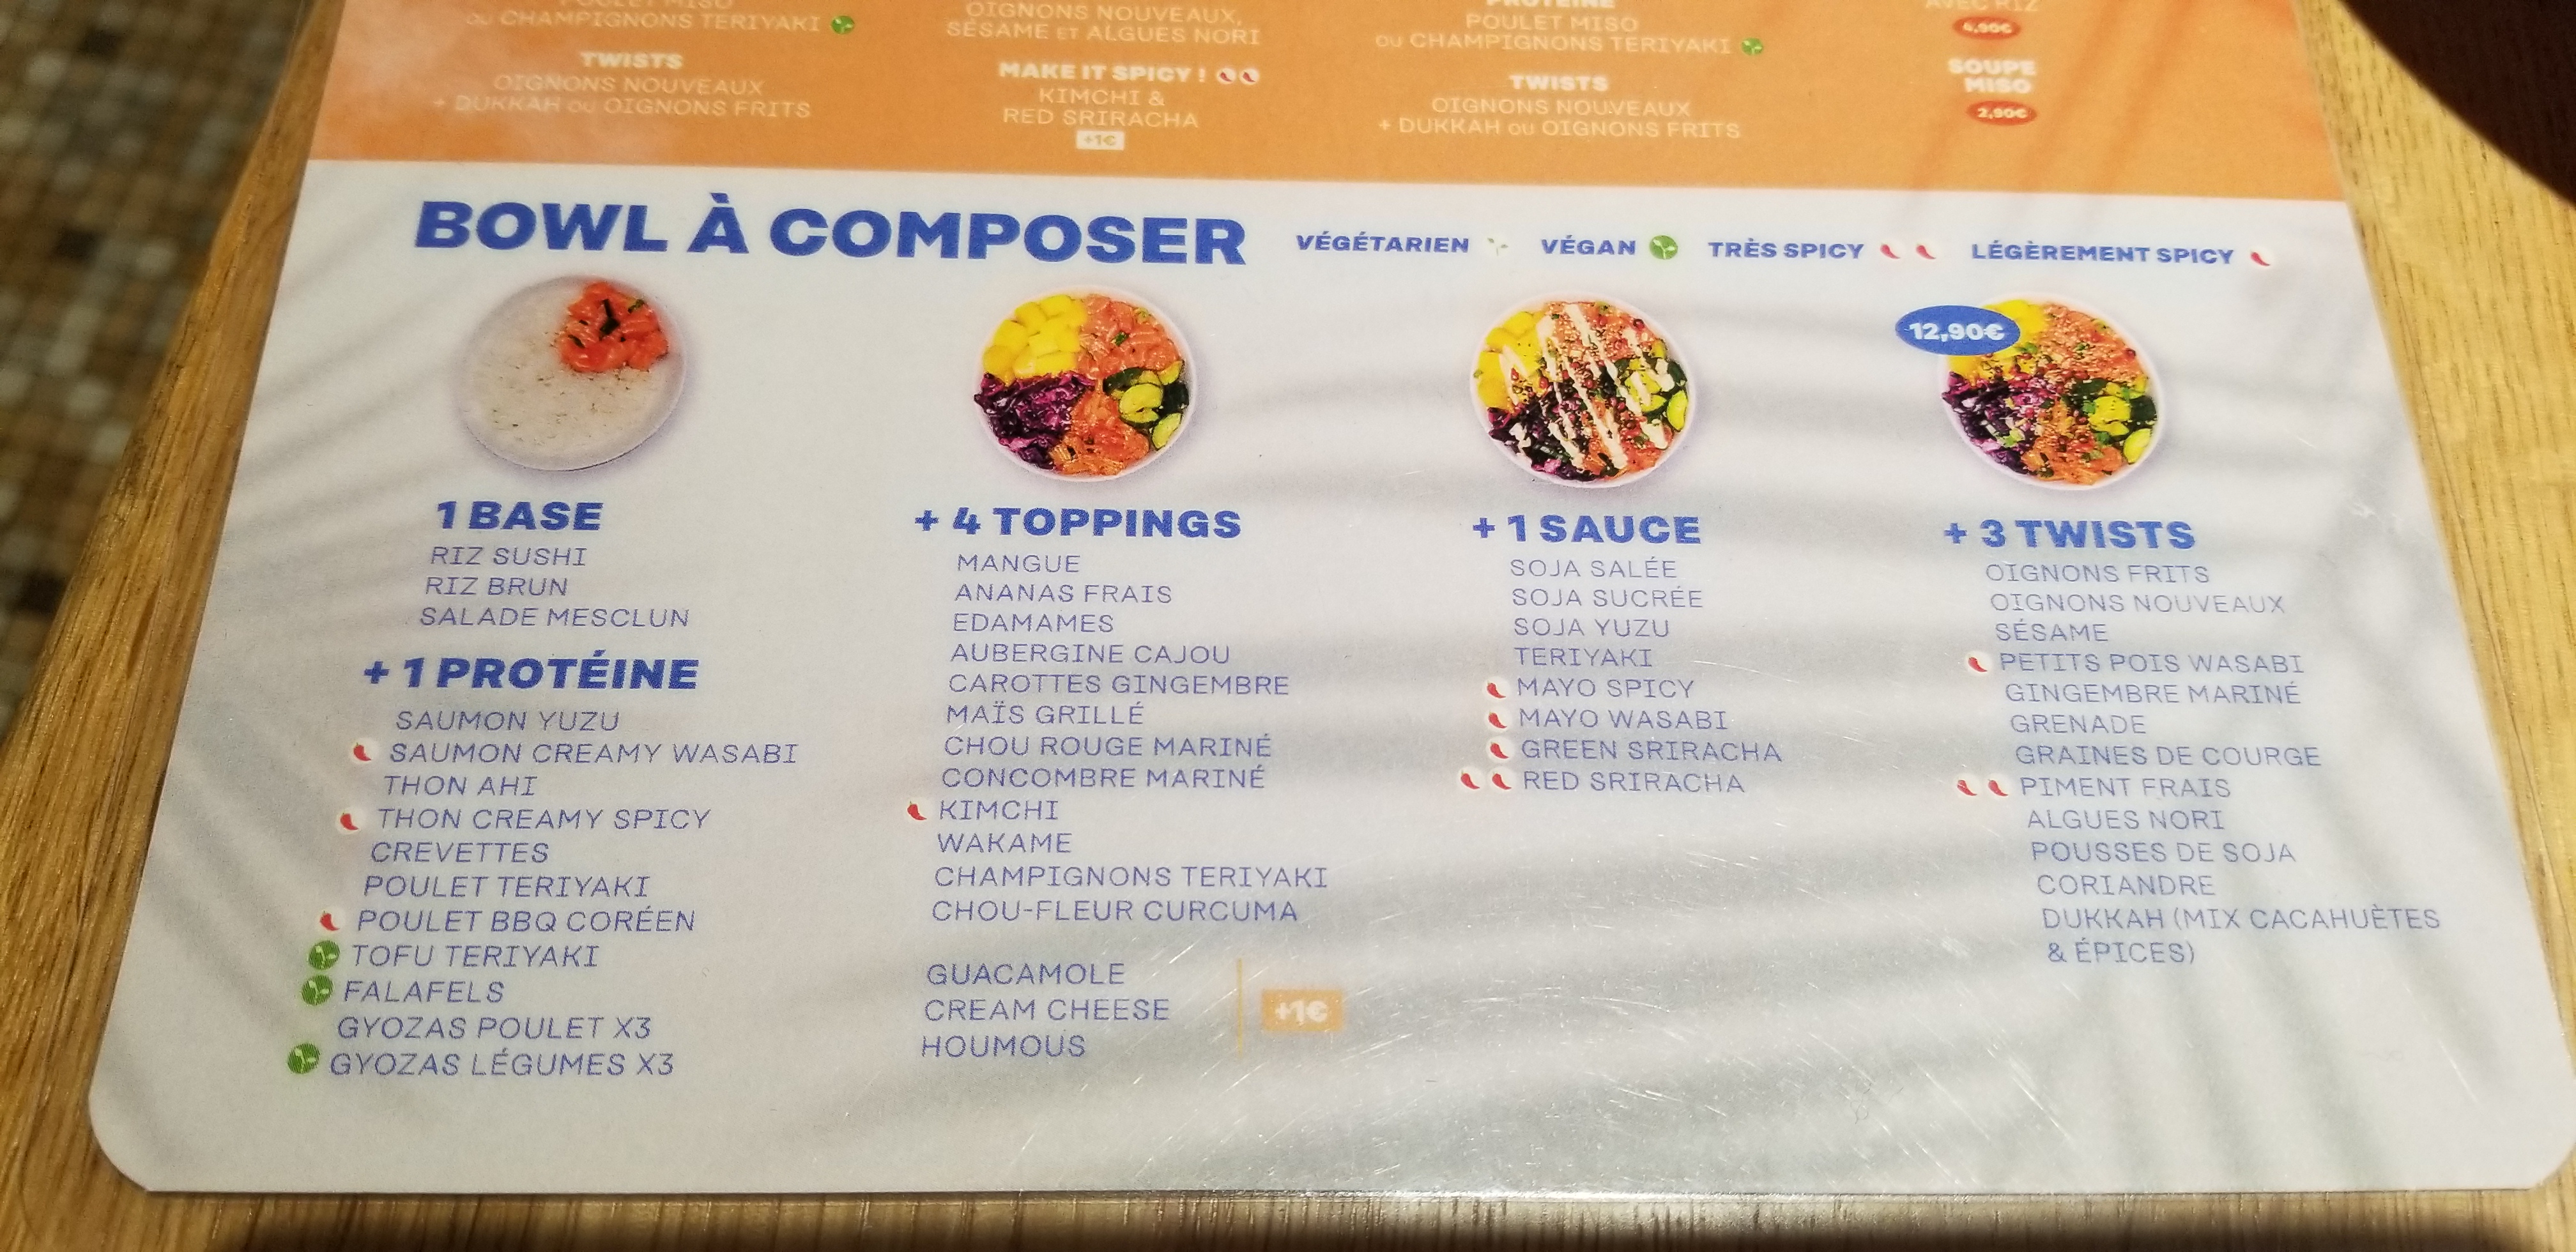 POULET MISO
OU CHAMPIGNONS TERIYAKI
TWISTS
OIGNONS NOUVEAUX
+ DUKKAH OU OIGNONS FRITS
OIGNONS NOUVEAUX,
SÉSAME ET ALGUES NORI
MAKE IT SPICY !
KIMCHI &
RED SRIRACHA
+1€
PROTÉINE
POULET MISO
OU CHAMPIGNONS TERIYAKI
TWISTS
OIGNONS NOUVEAUX
+ DUKKAH OU OIGNONS FRITS
AVEC RIZ
4,90€
SOUPE
MISO
2,90€
BOWL À COMPOSER
VÉGÉTARIEN
VÉGAN
TRÈS SPICY
LÉGÈREMENT SPICY
1 BASE
RIZ SUSHI
RIZ BRUN
SALADE MESCLUN
+ 1 PROTÉINE
SAUMON YUZU
SAUMON CREAMY WASABI
THON AHI
THON CREAMY SPICY
CREVETTES
POULET TERIYAKI
POULET BBQ CORÉEN
TOFU TERIYAKI
FALAFELS
GYOZAS POULET X3
GYOZAS LÉGUMES X3
+ 4 TOPPINGS
MANGUE
ANANAS FRAIS
EDAMAMES
AUBERGINE CAJOU
CAROTTES GINGEMBRE
MAÏS GRILLÉ
CHOU ROUGE MARINÉ
CONCOMBRE MARINÉ
KIMCHI
WAKAME
CHAMPIGNONS TERIYAKI
CHOU-FLEUR CURCUMA
GUACAMOLE
CREAM CHEESE
HOUMOUS
+1€
+ 1 SAUCE
SOJA SALÉE
SOJA SUCRÉE
SOJA YUZU
TERIYAKI
MAYO SPICY
MAYO WASABI
GREEN SRIRACHA
RED SRIRACHA
12,90€
+ 3 TWISTS
OIGNONS FRITS
OIGNONS NOUVEAUX
SÉSAME
PETITS POIS WASABI
GINGEMBRE MARINÉ
GRENADE
GRAINES DE COURGE
PIMENT FRAIS
ALGUES NORI
POUSSES DE SOJA
CORIANDRE
DUKKAH (MIX CACAHUÈTES
& ÉPICES)